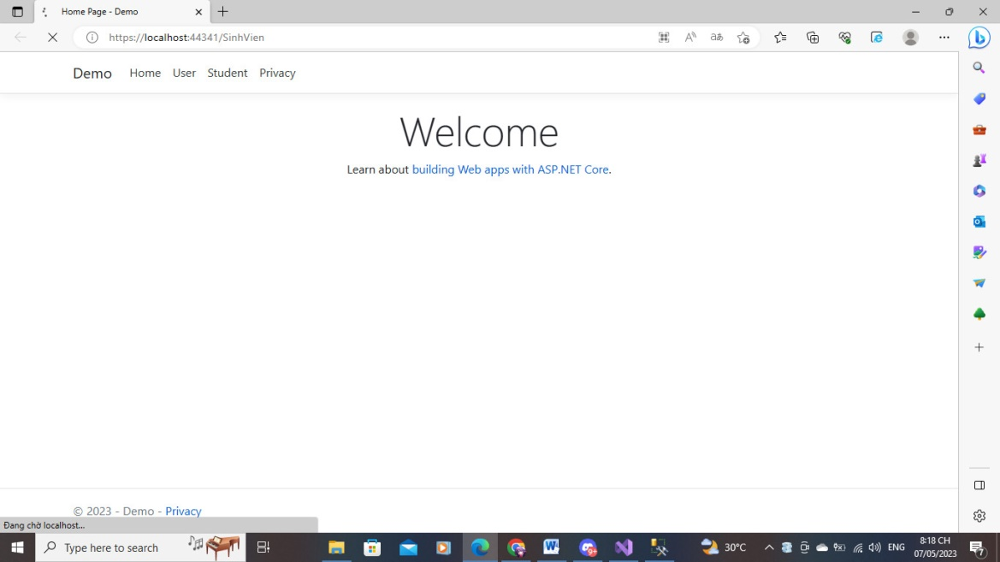 Home Page - Demo
https://localhost:44341/SinhVien
Demo Home User Student Privacy
Welcome
Learn about building Web apps with ASP.NET Core.
© 2023 - Demo - Privacy
Đang chờ localhost...
Type here to search
30°C
ENG
8:18 CH
07/05/2023